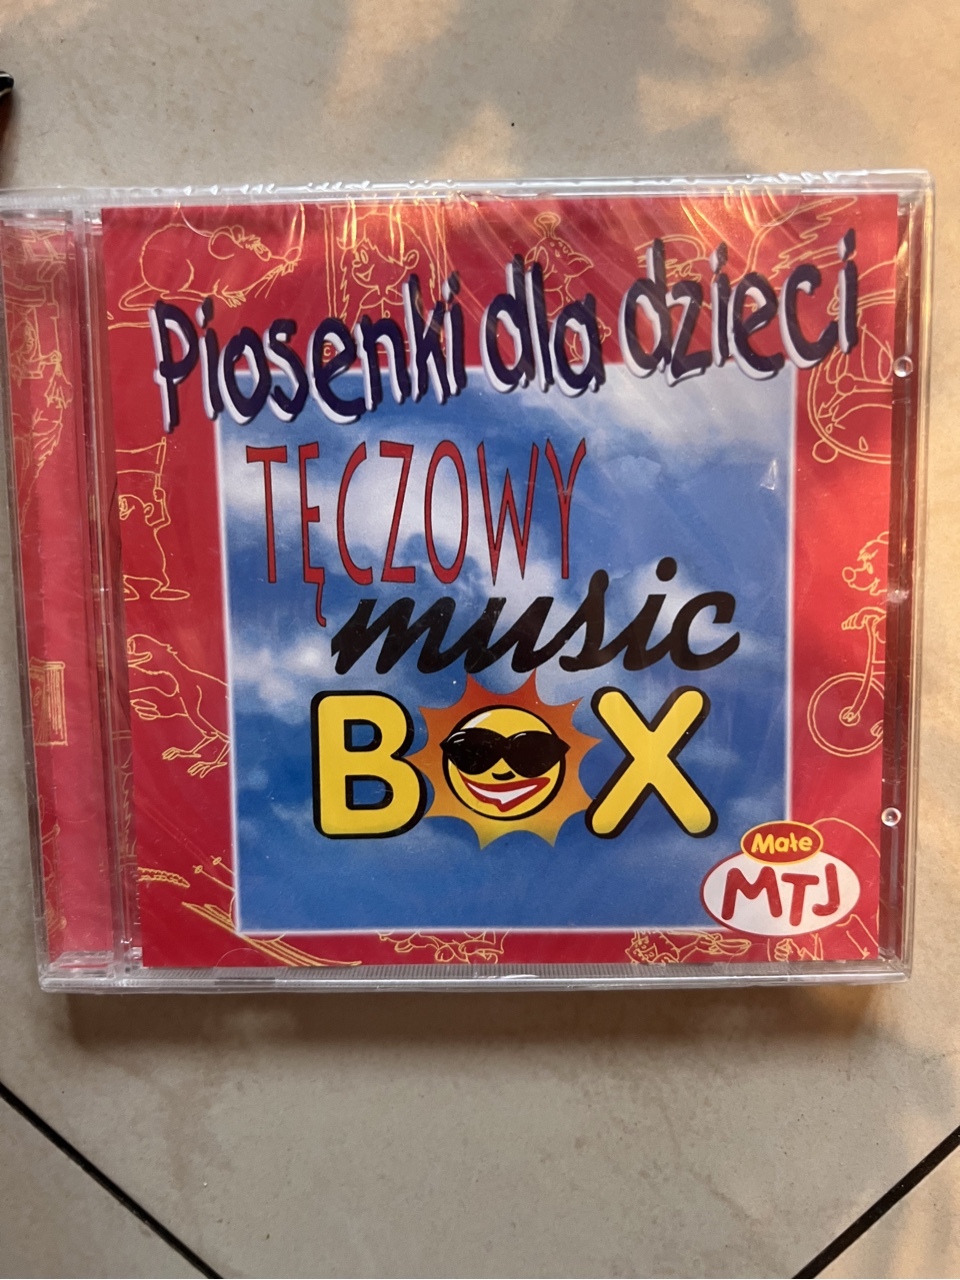 Piosenki dla dzieci
TĘCZOWY
music
BOX
Małe
MTJ